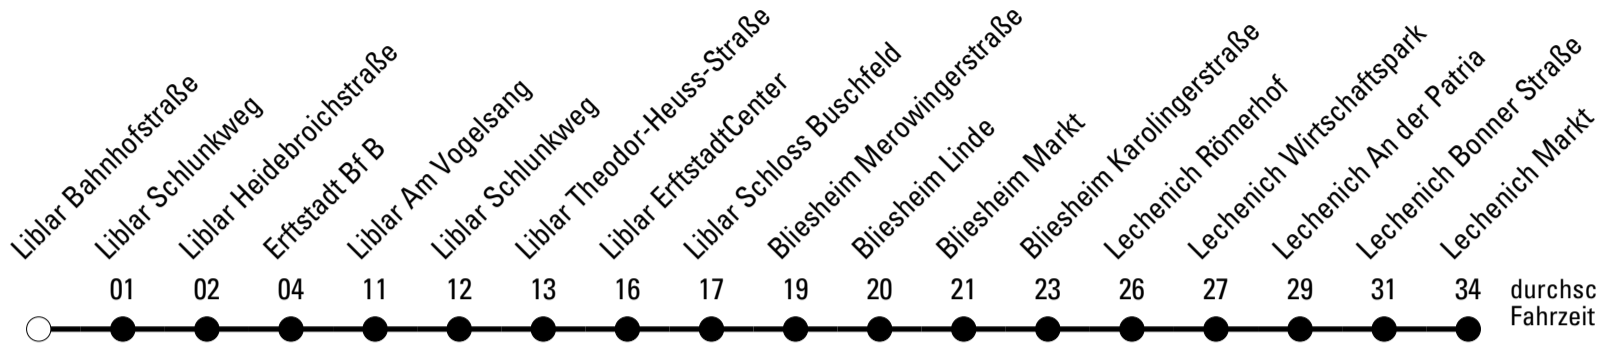 Liblar Bahnhofstraße
Liblar Schlunkweg
Liblar Heidebroichstraße
Erftstadt Bf B
Liblar Am Vogelsang
Liblar Schlunkweg
Liblar Theodor-Heuss-Straße
Liblar ErftstadtCenter
Liblar Schloss Buschfeld
Bliesheim Merowingerstraße
Bliesheim Linde
Bliesheim Markt
Bliesheim Karolingerstraße
Lechenich Römerhof
Lechenich Wirtschaftspark
Lechenich An der Patria
Lechenich Bonner Straße
Lechenich Markt
01 02 04 11 12 13 16 17 19 20 21 23 26 27 29 31 34 durchsc
Fahrzeit